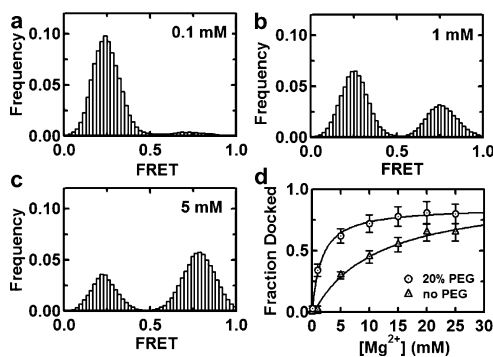 a
0.1 mM
Frequency
0.10
0.05
0.00
0.0
0.5
1.0
FRET
b
1 mM
Frequency
0.10
0.05
0.00
0.0
0.5
1.0
FRET
c
5 mM
Frequency
0.10
0.05
0.00
0.0
0.5
1.0
FRET
d
Fraction Docked
1.0
0.5
0.0
20% PEG
no PEG
0 5 10 15 20 25 30
[Mg²⁺] (mM)